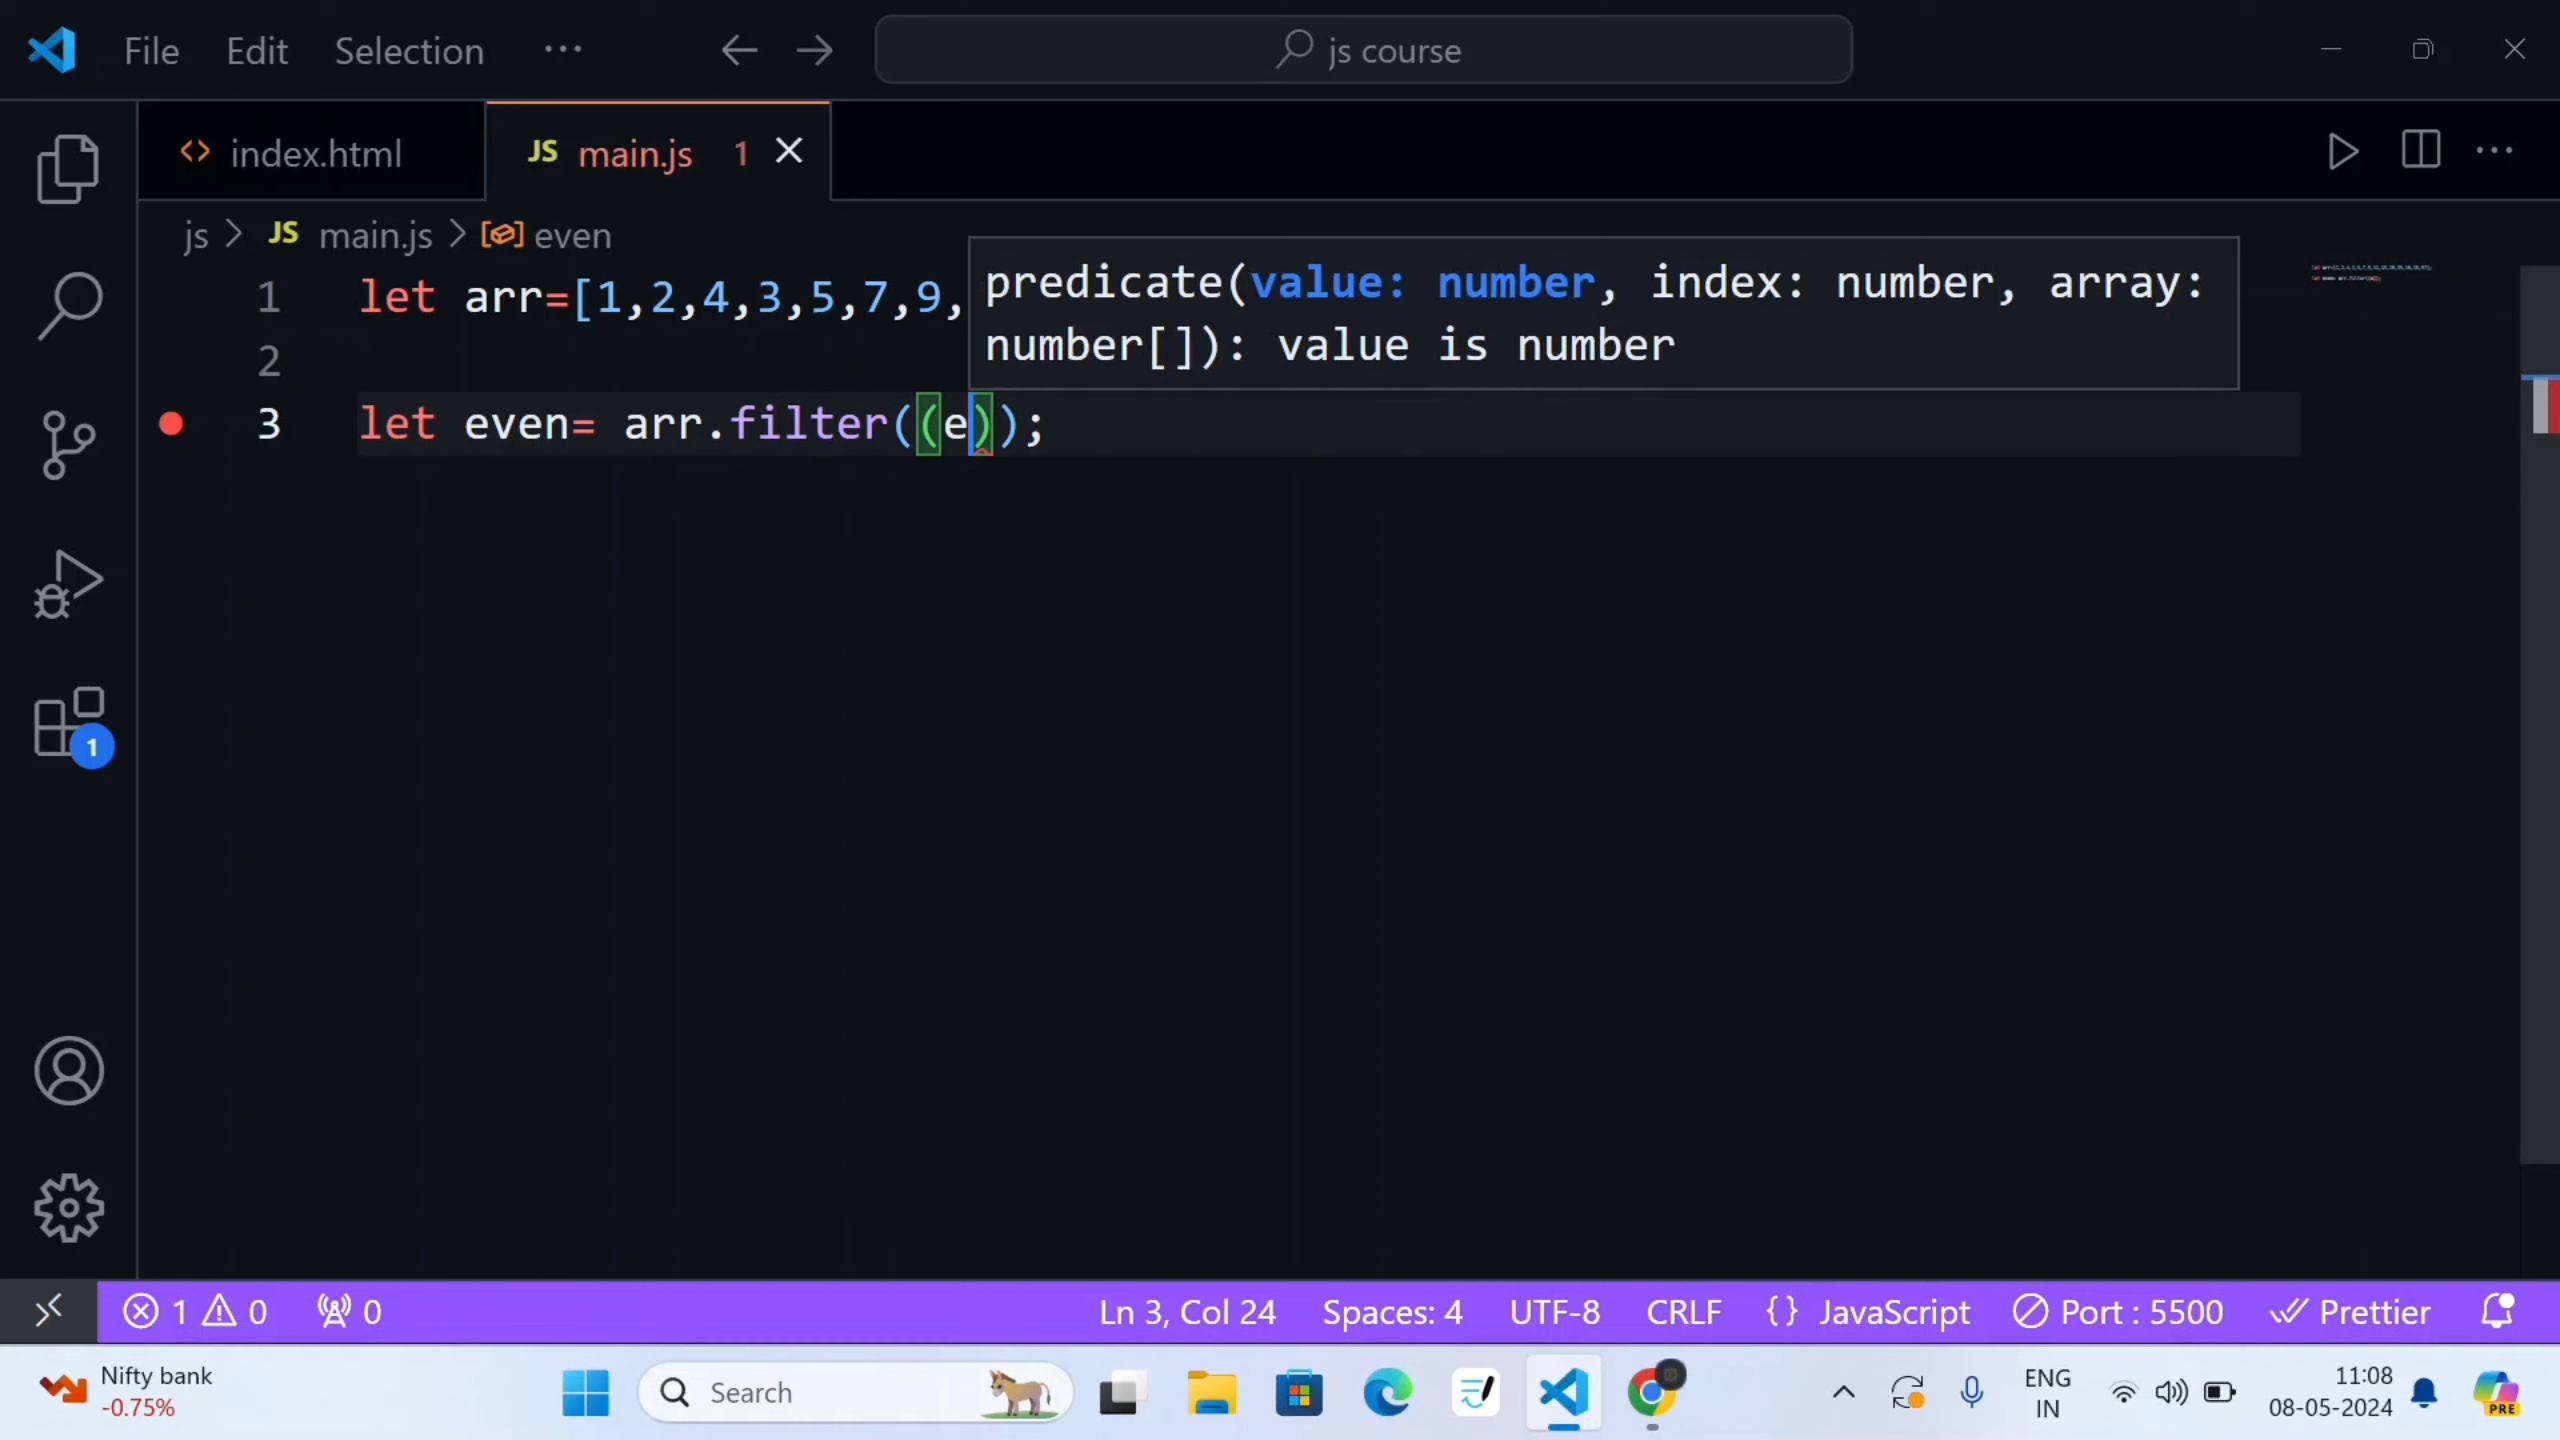 File Edit Selection ··· js course
index.html JS main.js 1
js > JS main.js > even
predicate(value: number, index: number, array:
number[]): value is number
1 let arr=[1,2,4,3,5,7,9,
2
3 let even= arr.filter((e));
1
1 0 0 Ln 3, Col 24 Spaces: 4 UTF-8 CRLF {} JavaScript Port : 5500 Prettier
Nifty bank
-0.75%
Search
ENG
IN
11:08
08-05-2024
PRE